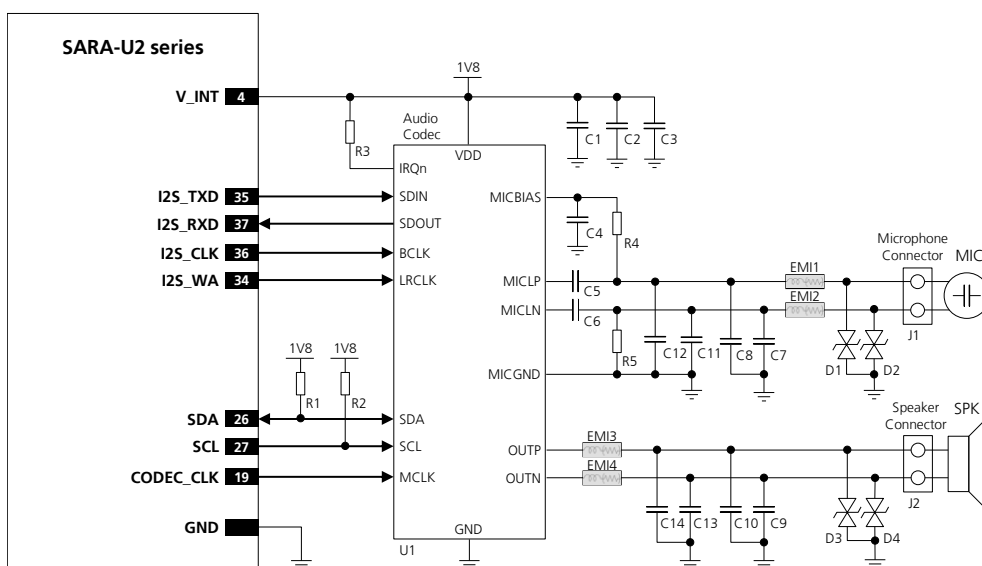 SARA-U2 series
1V8
V_INT 4
Audio
Codec
R3
VDD
C1 C2 C3
IRQn
I2S_TXD 35 SDIN
MICBIAS
I2S_RXD 37 SDOUT
C4
R4
Microphone
Connector
MIC
I2S_CLK 36 BCLK
EMI1
I2S_WA 34 LRCLK
MICLP
C5
EMI2
MICLN
C6
J1
R5
C12 C11 C8 C7
1V8 1V8
D1 D2
MICGND
R1 R2
Speaker
Connector
SPK
SDA 26 SDA
EMI3
SCL 27 SCL
OUTP
EMI4
CODEC_CLK 19 MCLK
OUTN
J2
C14 C13 C10 C9
GND
GND
D3 D4
U1